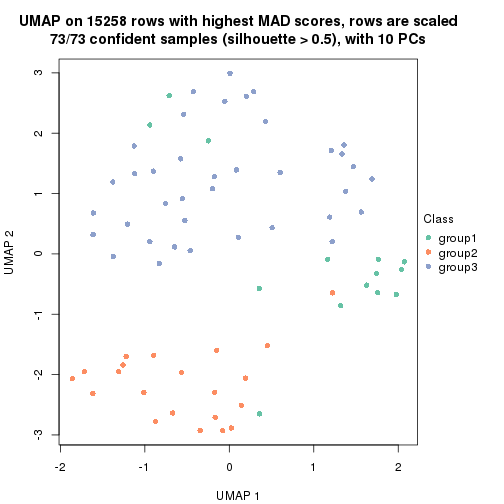 UMAP on 15258 rows with highest MAD scores, rows are scaled
73/73 confident samples (silhouette > 0.5), with 10 PCs
3
2
1
0
-1
-2
-3
UMAP 2
-2
-1
0
1
2
UMAP 1
Class
group1
group2
group3